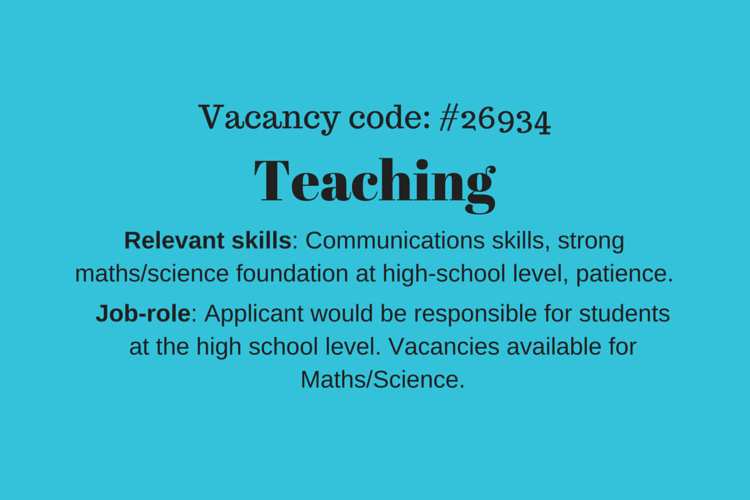 Vacancy code: #26934
Teaching
Relevant skills: Communications skills, strong
maths/science foundation at high-school level, patience.
Job-role: Applicant would be responsible for students
at the high school level. Vacancies available for
Maths/Science.